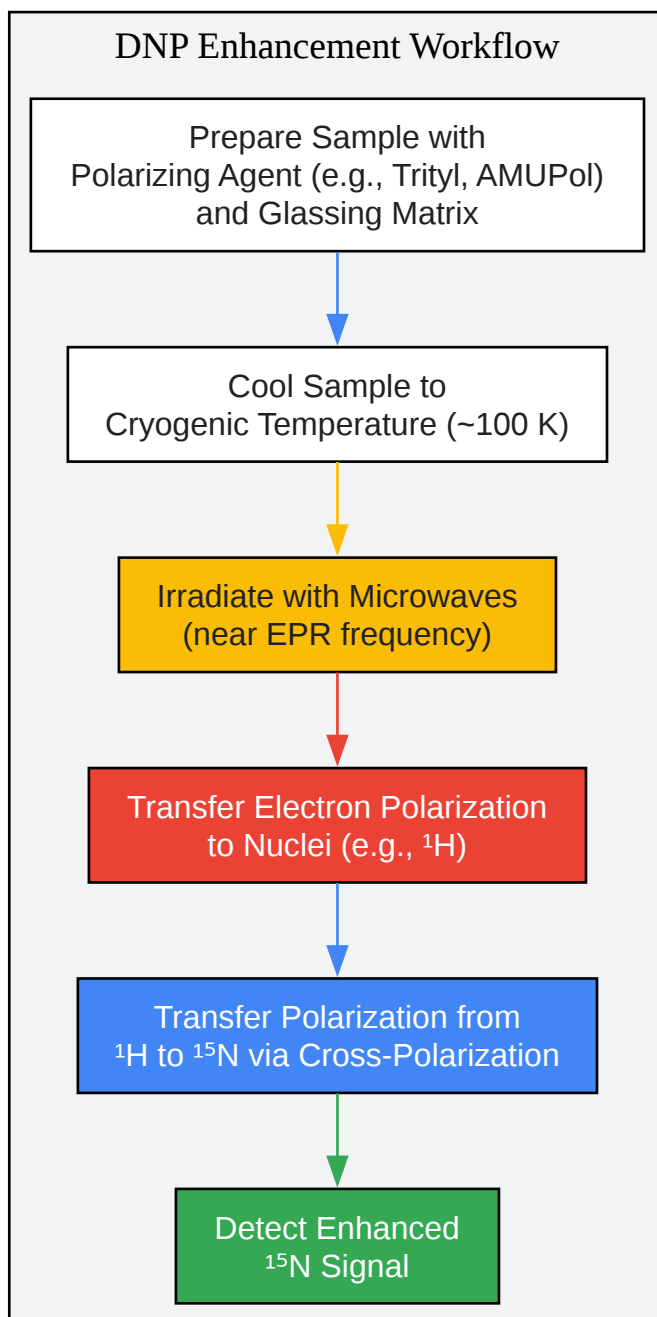 DNP Enhancement Workflow
Prepare Sample with
Polarizing Agent (e.g., Trityl, AMUPol)
and Glassing Matrix
Cool Sample to
Cryogenic Temperature (~100 K)
Irradiate with Microwaves
(near EPR frequency)
Transfer Electron Polarization
to Nuclei (e.g., ¹H)
Transfer Polarization from
¹H to ¹⁵N via Cross-Polarization
Detect Enhanced
¹⁵N Signal